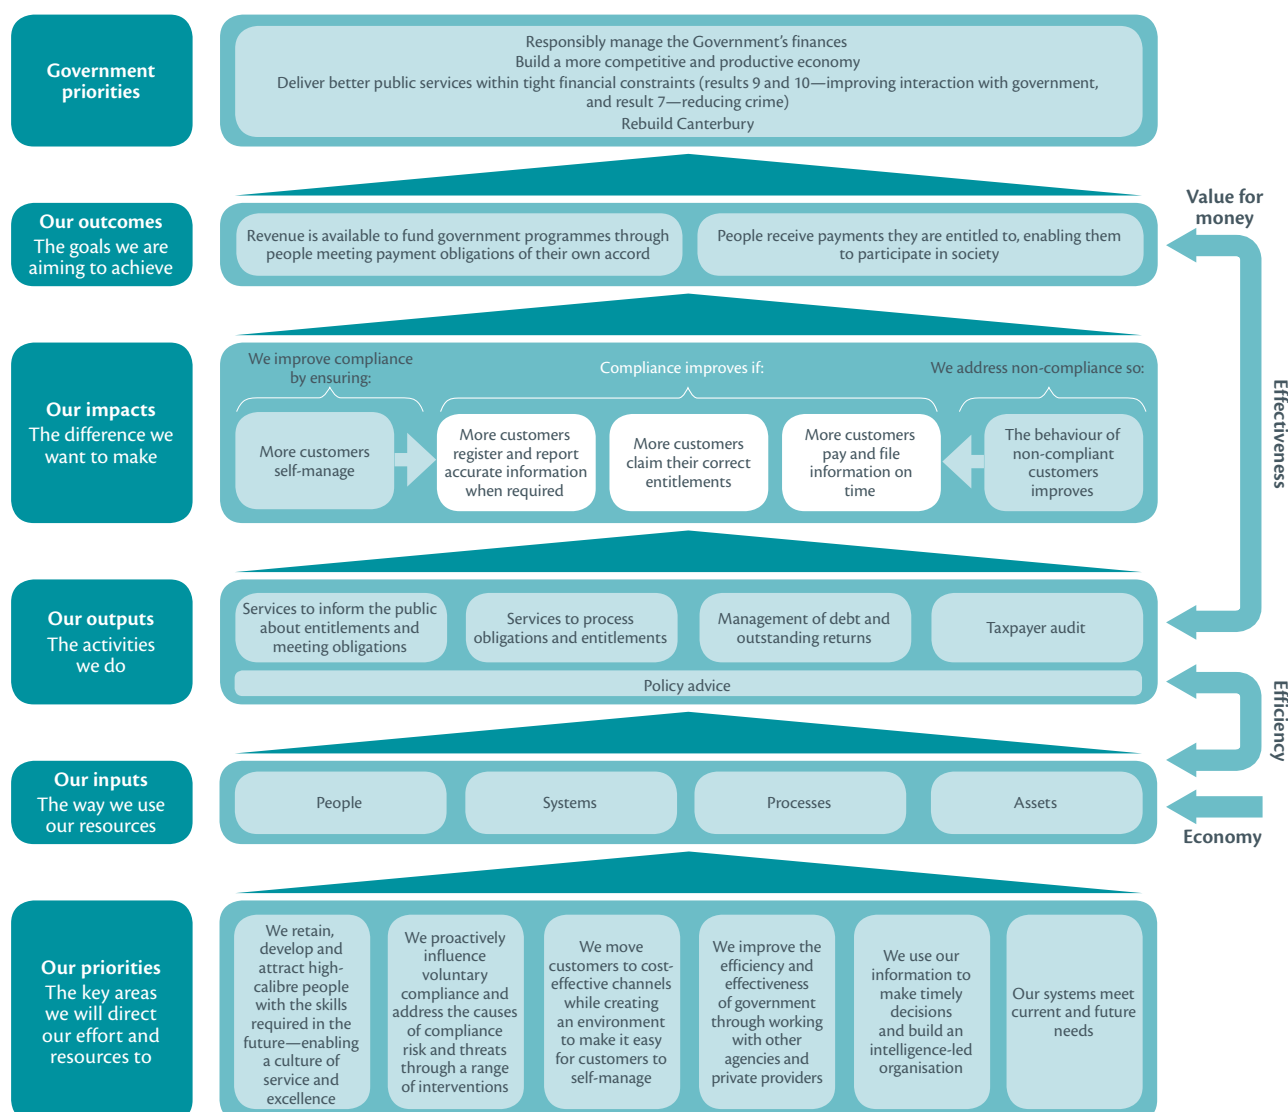 Government
priorities
Responsibly manage the Government's finances
Build a more competitive and productive economy
Deliver better public services within tight financial constraints (results 9 and 10—improving interaction with government,
and result 7—reducing crime)
Rebuild Canterbury
Our outcomes
The goals we are
aiming to achieve
Revenue is available to fund government programmes through
people meeting payment obligations of their own accord
People receive payments they are entitled to, enabling them
to participate in society
Value for
money
Our impacts
The difference we
want to make
We improve compliance
by ensuring:
Compliance improves if:
We address non-compliance so:
More customers
self-manage
More customers
register and report
accurate information
when required
More customers
claim their correct
entitlements
More customers
pay and file
information on
time
The behaviour of
non-compliant
customers
improves
Effectiveness
Our outputs
The activities
we do
Services to inform the public
about entitlements and
meeting obligations
Services to process
obligations and entitlements
Management of debt and
outstanding returns
Taxpayer audit
Policy advice
Efficiency
Our inputs
The way we use
our resources
People
Systems
Processes
Assets
Economy
Our priorities
The key areas
we will direct
our effort and
resources to
We retain,
develop and
attract high-
calibre people
with the skills
required in the
future—enabling
a culture of
service and
excellence
We proactively
influence
voluntary
compliance and
address the causes
of compliance
risk and threats
through a range
of interventions
We move
customers to cost-
effective channels
while creating
an environment
to make it easy
for customers to
self-manage
We improve the
efficiency and
effectiveness
of government
through working
with other
agencies and
private providers
We use our
information to
make timely
decisions
and build an
intelligence-led
organisation
Our systems meet
current and future
needs